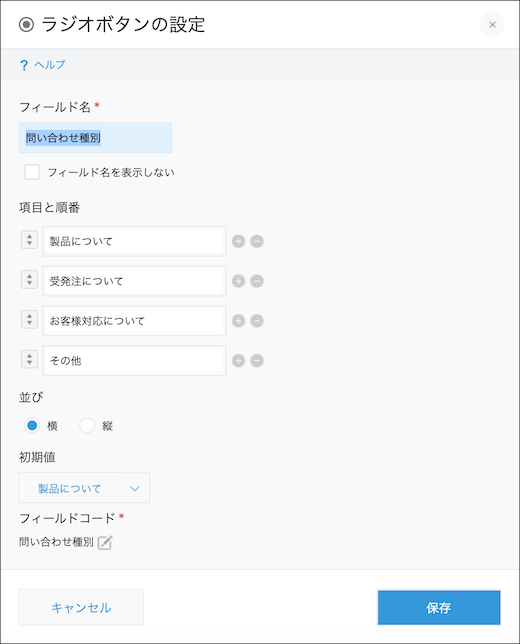 ラジオボタンの設定
? ヘルプ
フィールド名 *
問い合わせ種別
フィールド名を表示しない
項目と順番
製品について
受発注について
お客様対応について
その他
並び
横 縦
初期値
製品について
フィールドコード *
問い合わせ種別
キャンセル 保存